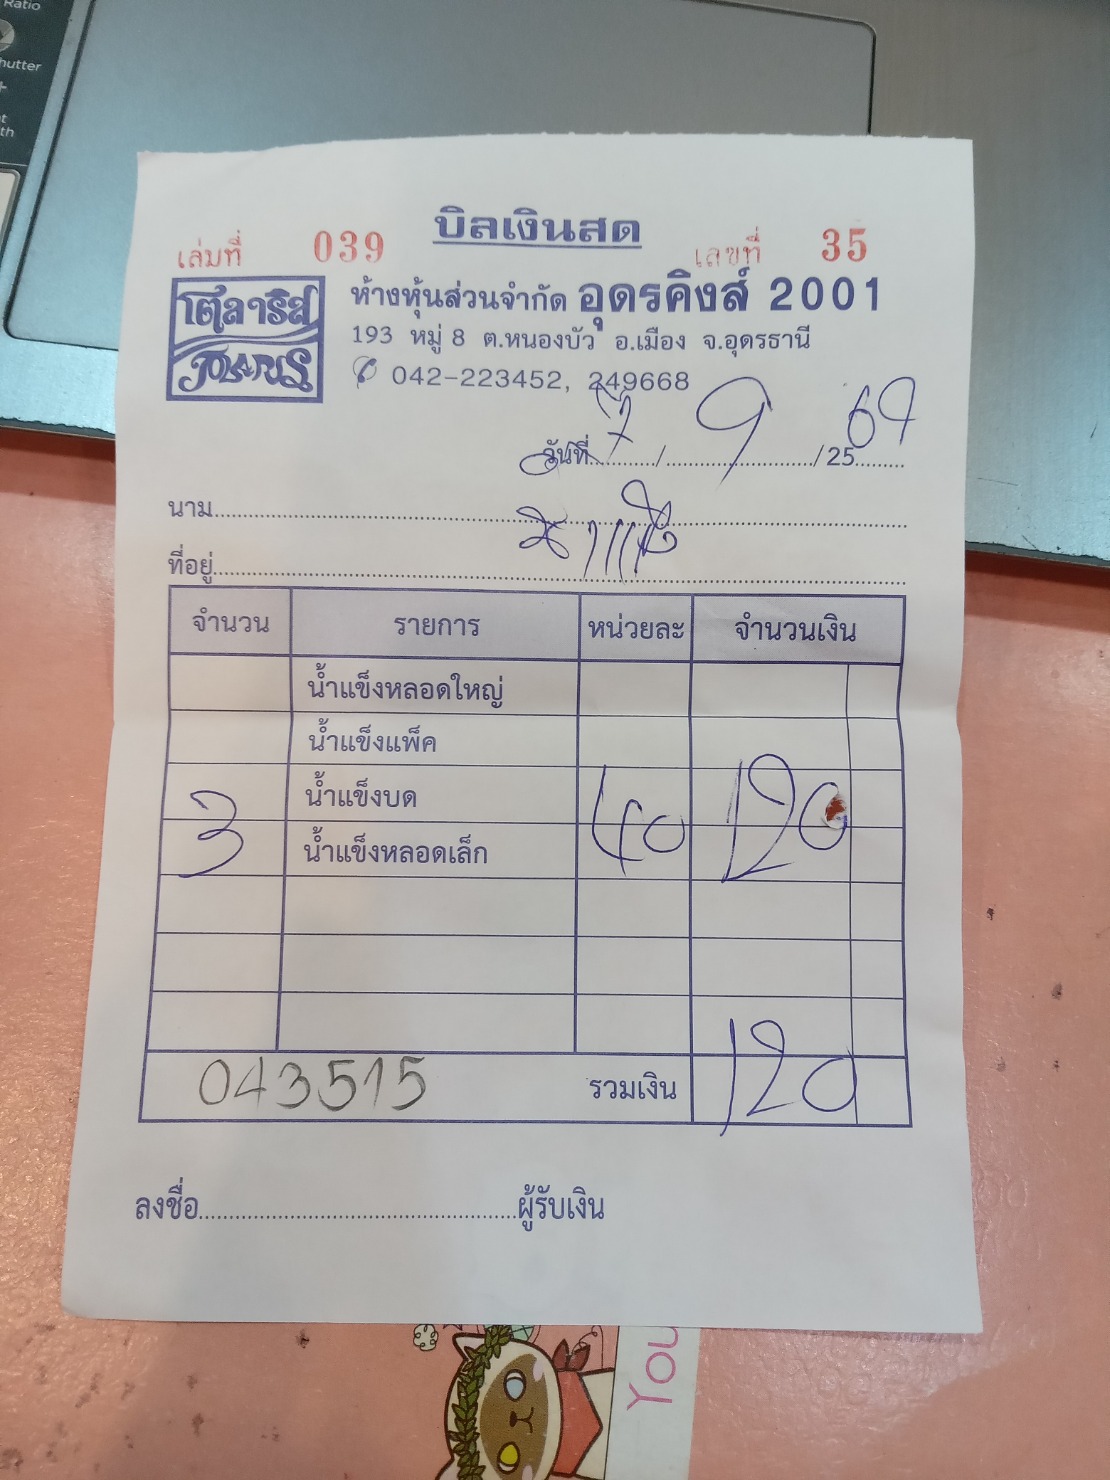 Ratio
hutter
+
t
th
บิลเงินสด
เล่มที่ 039 เลขที่ 35
โพลาริส
POLARIS
ห้างหุ้นส่วนจำกัด อุดรคิงส์ 2001
193 หมู่ 8 ต.หนองบัว อ.เมือง จ.อุดรธานี
042-223452, 249668
วันที่ 7 / 9 / 25 69
นาม
ที่อยู่
จำนวน รายการ หน่วยละ จำนวนเงิน
น้ำแข็งหลอดใหญ่
น้ำแข็งแพ็ค
น้ำแข็งบด
3 น้ำแข็งหลอดเล็ก 40 120
043515 รวมเงิน 120
ลงชื่อ ผู้รับเงิน
You